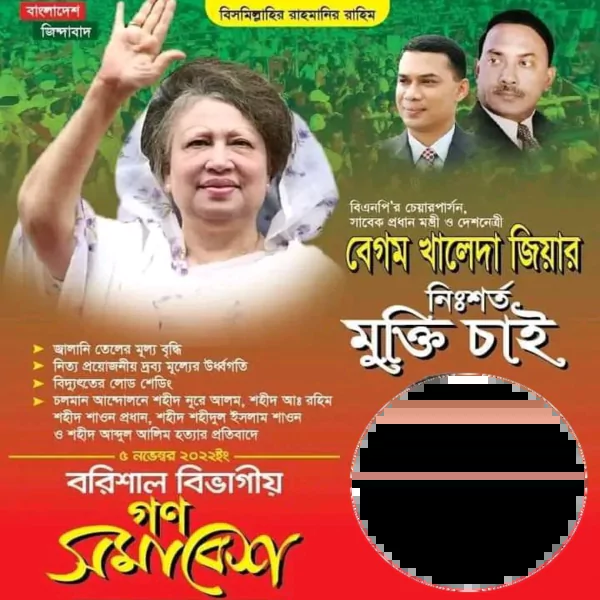 বাংলাদেশ
জিন্দাবাদ
বিসমিল্লাহির রাহমানির রাহিম
বিএনপি'র চেয়ারপার্সন,
সাবেক প্রধান মন্ত্রী ও দেশনেত্রী
বেগম খালেদা জিয়ার
নিঃশর্ত
মুক্তি চাই
জ্বালানি তেলের মূল্য বৃদ্ধি
নিত্য প্রয়োজনীয় দ্রব্য মূল্যের উর্ধ্বগতি
বিদ্যুৎতের লোড শেডিং
চলমান আন্দোলনে শহীদ নূরে আলম, শহীদ আঃ রহিম
শহীদ শাওন প্রধান, শহীদ শহীদুল ইসলাম শাওন
ও শহীদ আব্দুল আলিম হত্যার প্রতিবাদে
৫ নভেম্বর ২০২২ইং
বরিশাল বিভাগীয়
গণ
সমাবেশ